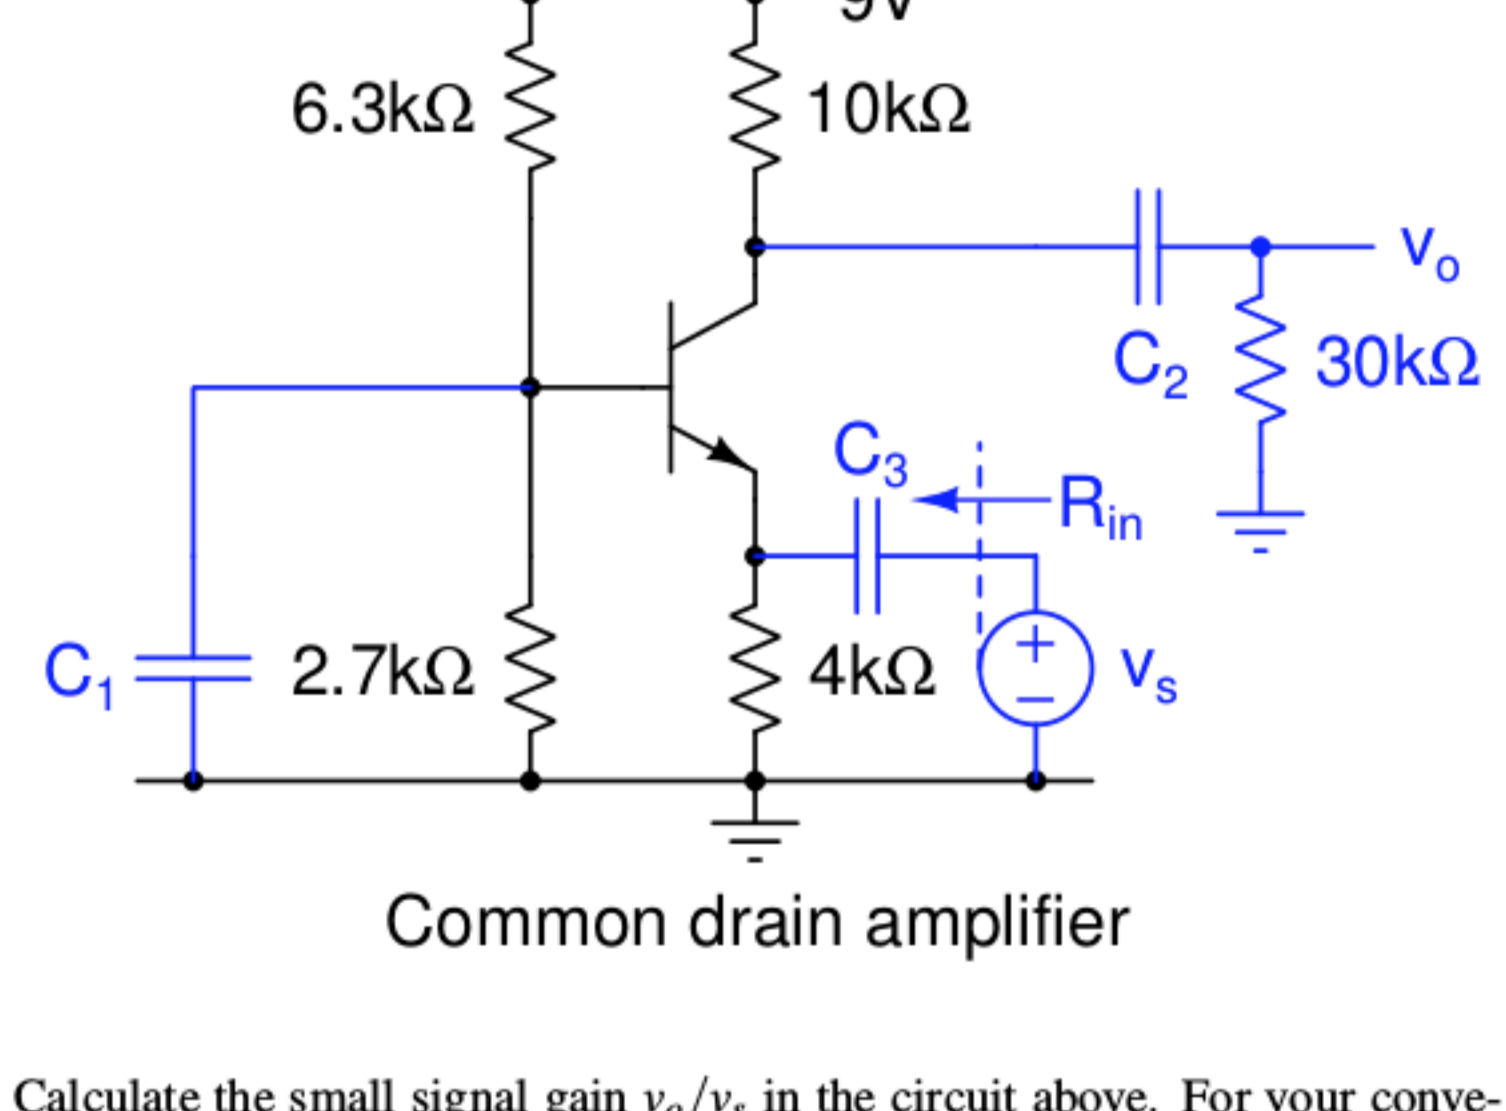 9V
6.3kΩ
10kΩ
vo
C2
30kΩ
C3
Rin
C1
2.7kΩ
4kΩ
+
−
vs
Common drain amplifier
Calculate the small signal gain vo/vs in the circuit above. For your conve-